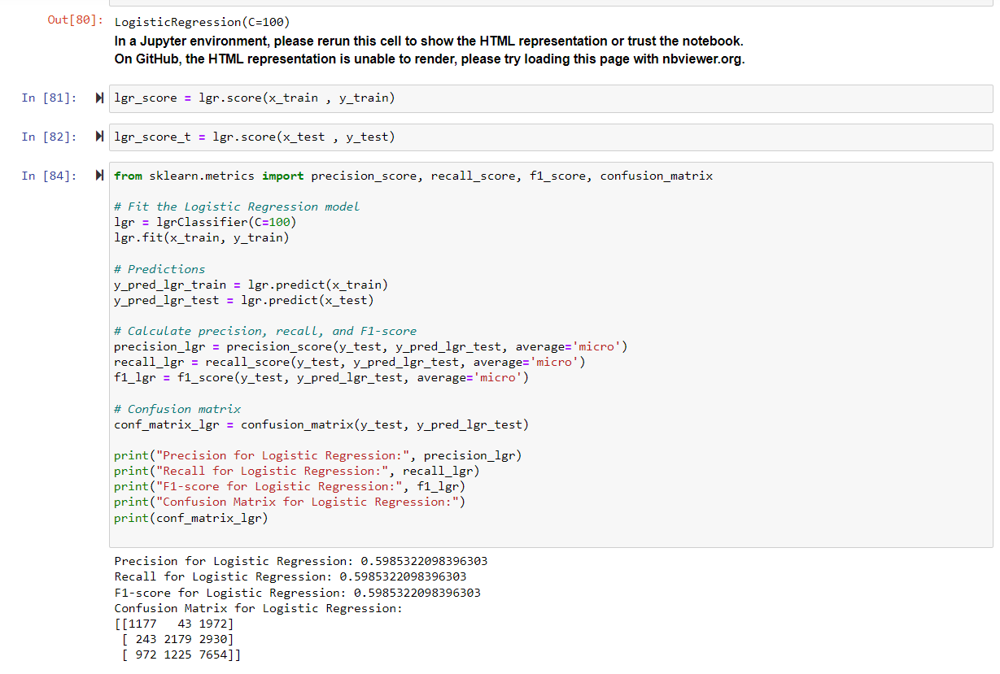 Out[80]: LogisticRegression(C=100)
In a Jupyter environment, please rerun this cell to show the HTML representation or trust the notebook.
On GitHub, the HTML representation is unable to render, please try loading this page with nbviewer.org.
In [81]: lgr_score = lgr.score(x_train , y_train)
In [82]: lgr_score_t = lgr.score(x_test , y_test)
In [84]: from sklearn.metrics import precision_score, recall_score, f1_score, confusion_matrix
# Fit the Logistic Regression model
lgr = lgrClassifier(C=100)
lgr.fit(x_train, y_train)
# Predictions
y_pred_lgr_train = lgr.predict(x_train)
y_pred_lgr_test = lgr.predict(x_test)
# Calculate precision, recall, and F1-score
precision_lgr = precision_score(y_test, y_pred_lgr_test, average='micro')
recall_lgr = recall_score(y_test, y_pred_lgr_test, average='micro')
f1_lgr = f1_score(y_test, y_pred_lgr_test, average='micro')
# Confusion matrix
conf_matrix_lgr = confusion_matrix(y_test, y_pred_lgr_test)
print("Precision for Logistic Regression:", precision_lgr)
print("Recall for Logistic Regression:", recall_lgr)
print("F1-score for Logistic Regression:", f1_lgr)
print("Confusion Matrix for Logistic Regression:")
print(conf_matrix_lgr)
Precision for Logistic Regression: 0.5985322098396303
Recall for Logistic Regression: 0.5985322098396303
F1-score for Logistic Regression: 0.5985322098396303
Confusion Matrix for Logistic Regression:
[[1177   43 1972]
 [ 243 2179 2930]
 [ 972 1225 7654]]